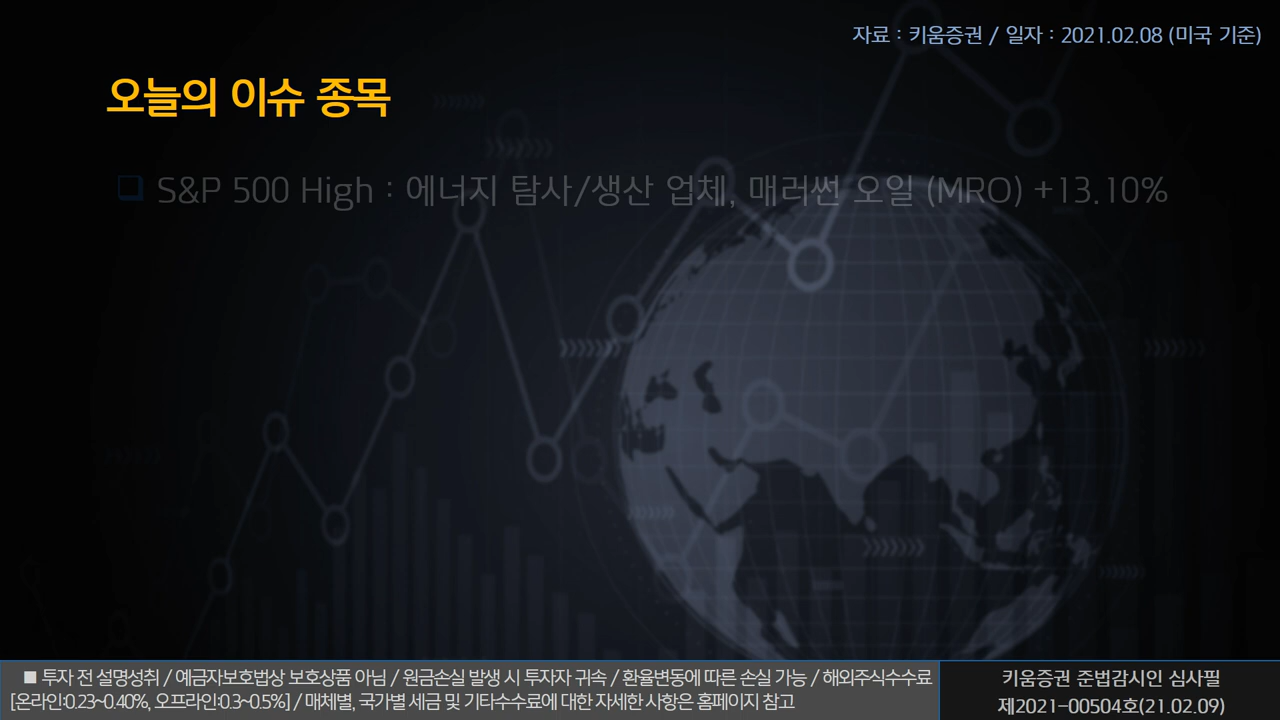 자료 : 키움증권 / 일자 : 2021.02.08 (미국 기준)
오늘의 이슈 종목
❑ S&P 500 High : 에너지 탐사/생산 업체, 매러썬 오일 (MRO) +13.10%
■ 투자 전 설명성취 / 예금자보호법상 보호상품 아님 / 원금손실 발생 시 투자자 귀속 / 환율변동에 따른 손실 가능 / 해외주식수수료
[온라인:0.23~0.40%, 오프라인:0.3~0.5%] / 매체별, 국가별 세금 및 기타수수료에 대한 자세한 사항은 홈페이지 참고
키움증권 준법감시인 심사필
제2021-00504호(21.02.09)